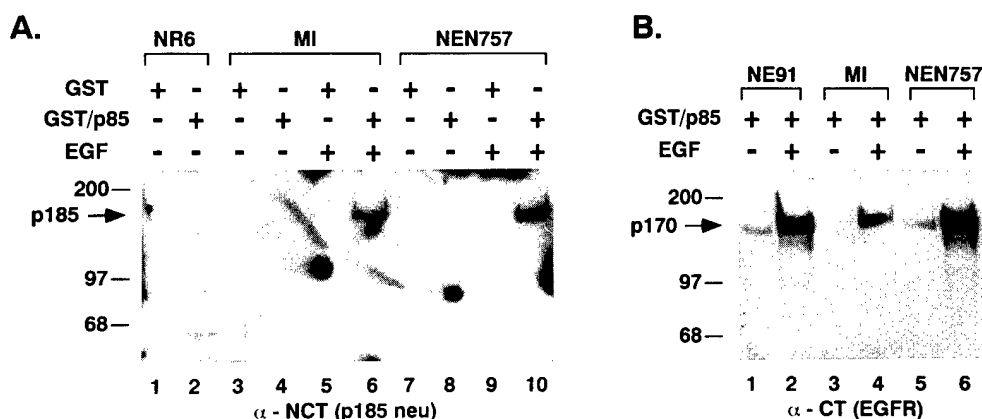 A.
NR6 MI NEN757
GST + - + - + - + - + -
GST/p85 - + - + - + - + - +
EGF - - - - + + - - + +
200
p185
97
68
1 2 3 4 5 6 7 8 9 10
α - NCT (p185 neu)
B.
NE91 MI NEN757
GST/p85 + + + + + +
EGF - + - + - +
200
p170
97
68
1 2 3 4 5 6
α - CT (EGFR)